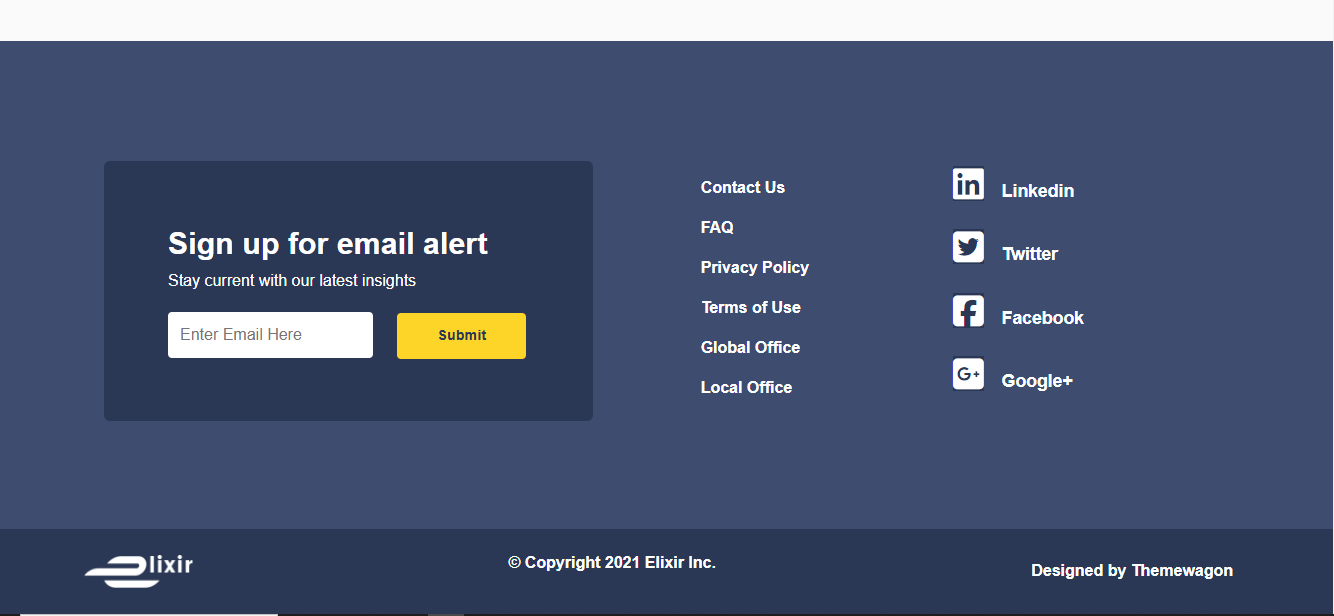 Sign up for email alert
Stay current with our latest insights
Enter Email Here
Submit
Contact Us
FAQ
Privacy Policy
Terms of Use
Global Office
Local Office
in
Linkedin
Twitter
f
Facebook
G+
Google+
elixir
© Copyright 2021 Elixir Inc.
Designed by Themewagon